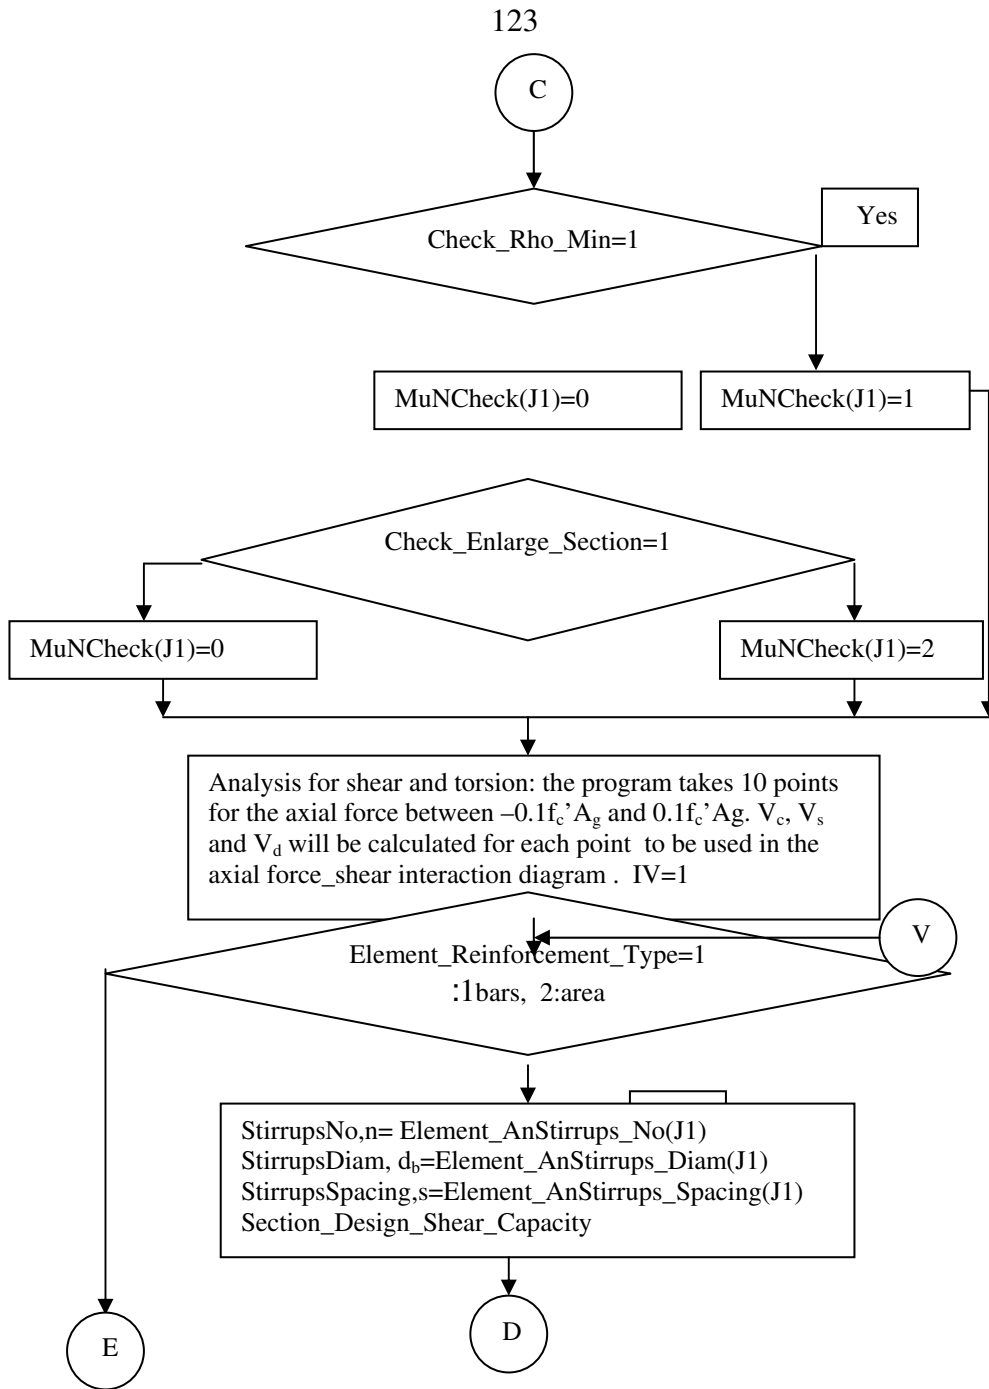 123
C
Check_Rho_Min=1
Yes
MuNCheck(J1)=0
MuNCheck(J1)=1
Check_Enlarge_Section=1
MuNCheck(J1)=0
MuNCheck(J1)=2
Analysis for shear and torsion: the program takes 10 points
for the axial force between –0.1fc’Ag and 0.1fc’Ag. Vc, Vs
and Vd will be calculated for each point to be used in the
axial force_shear interaction diagram . IV=1
V
Element_Reinforcement_Type=1
:1bars, 2:area
StirrupsNo,n= Element_AnStirrups_No(J1)
StirrupsDiam, db=Element_AnStirrups_Diam(J1)
StirrupsSpacing,s=Element_AnStirrups_Spacing(J1)
Section_Design_Shear_Capacity
E
D